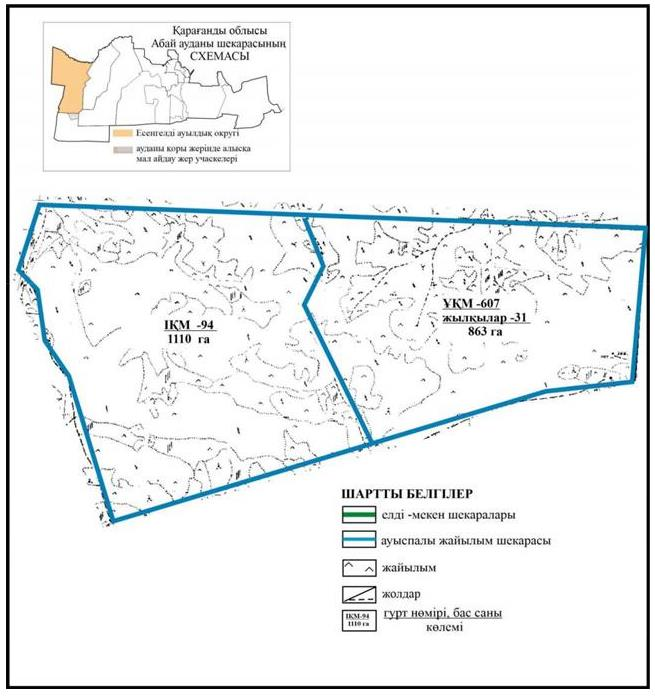 Қарағанды облысы
Абай ауданы шекарасының
СХЕМАСЫ
Есенгелді ауылдық округі
ауданы қоры жерінде алысқа
мал айдау жер учаскелері
ІҚМ -94
1110 га
ҰҚМ -607
жылқылар -31
863 га
ШАРТТЫ БЕЛГІЛЕР
елді -мекен шекаралары
ауыспалы жайылым шекарасы
жайылым
жолдар
ІҚМ-94
1110 га
гурт нөмірі, бас саны
көлемі